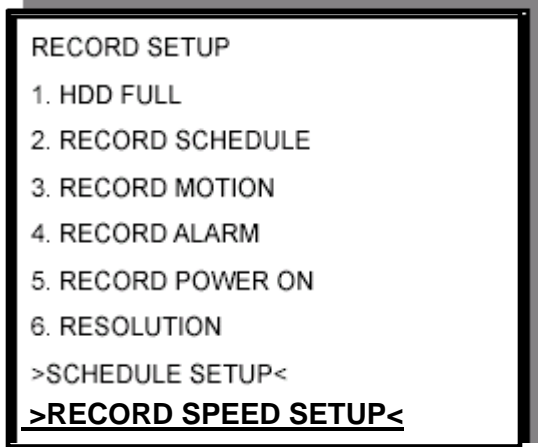 RECORD SETUP
1. HDD FULL
2. RECORD SCHEDULE
3. RECORD MOTION
4. RECORD ALARM
5. RECORD POWER ON
6. RESOLUTION
>SCHEDULE SETUP<
>RECORD SPEED SETUP<